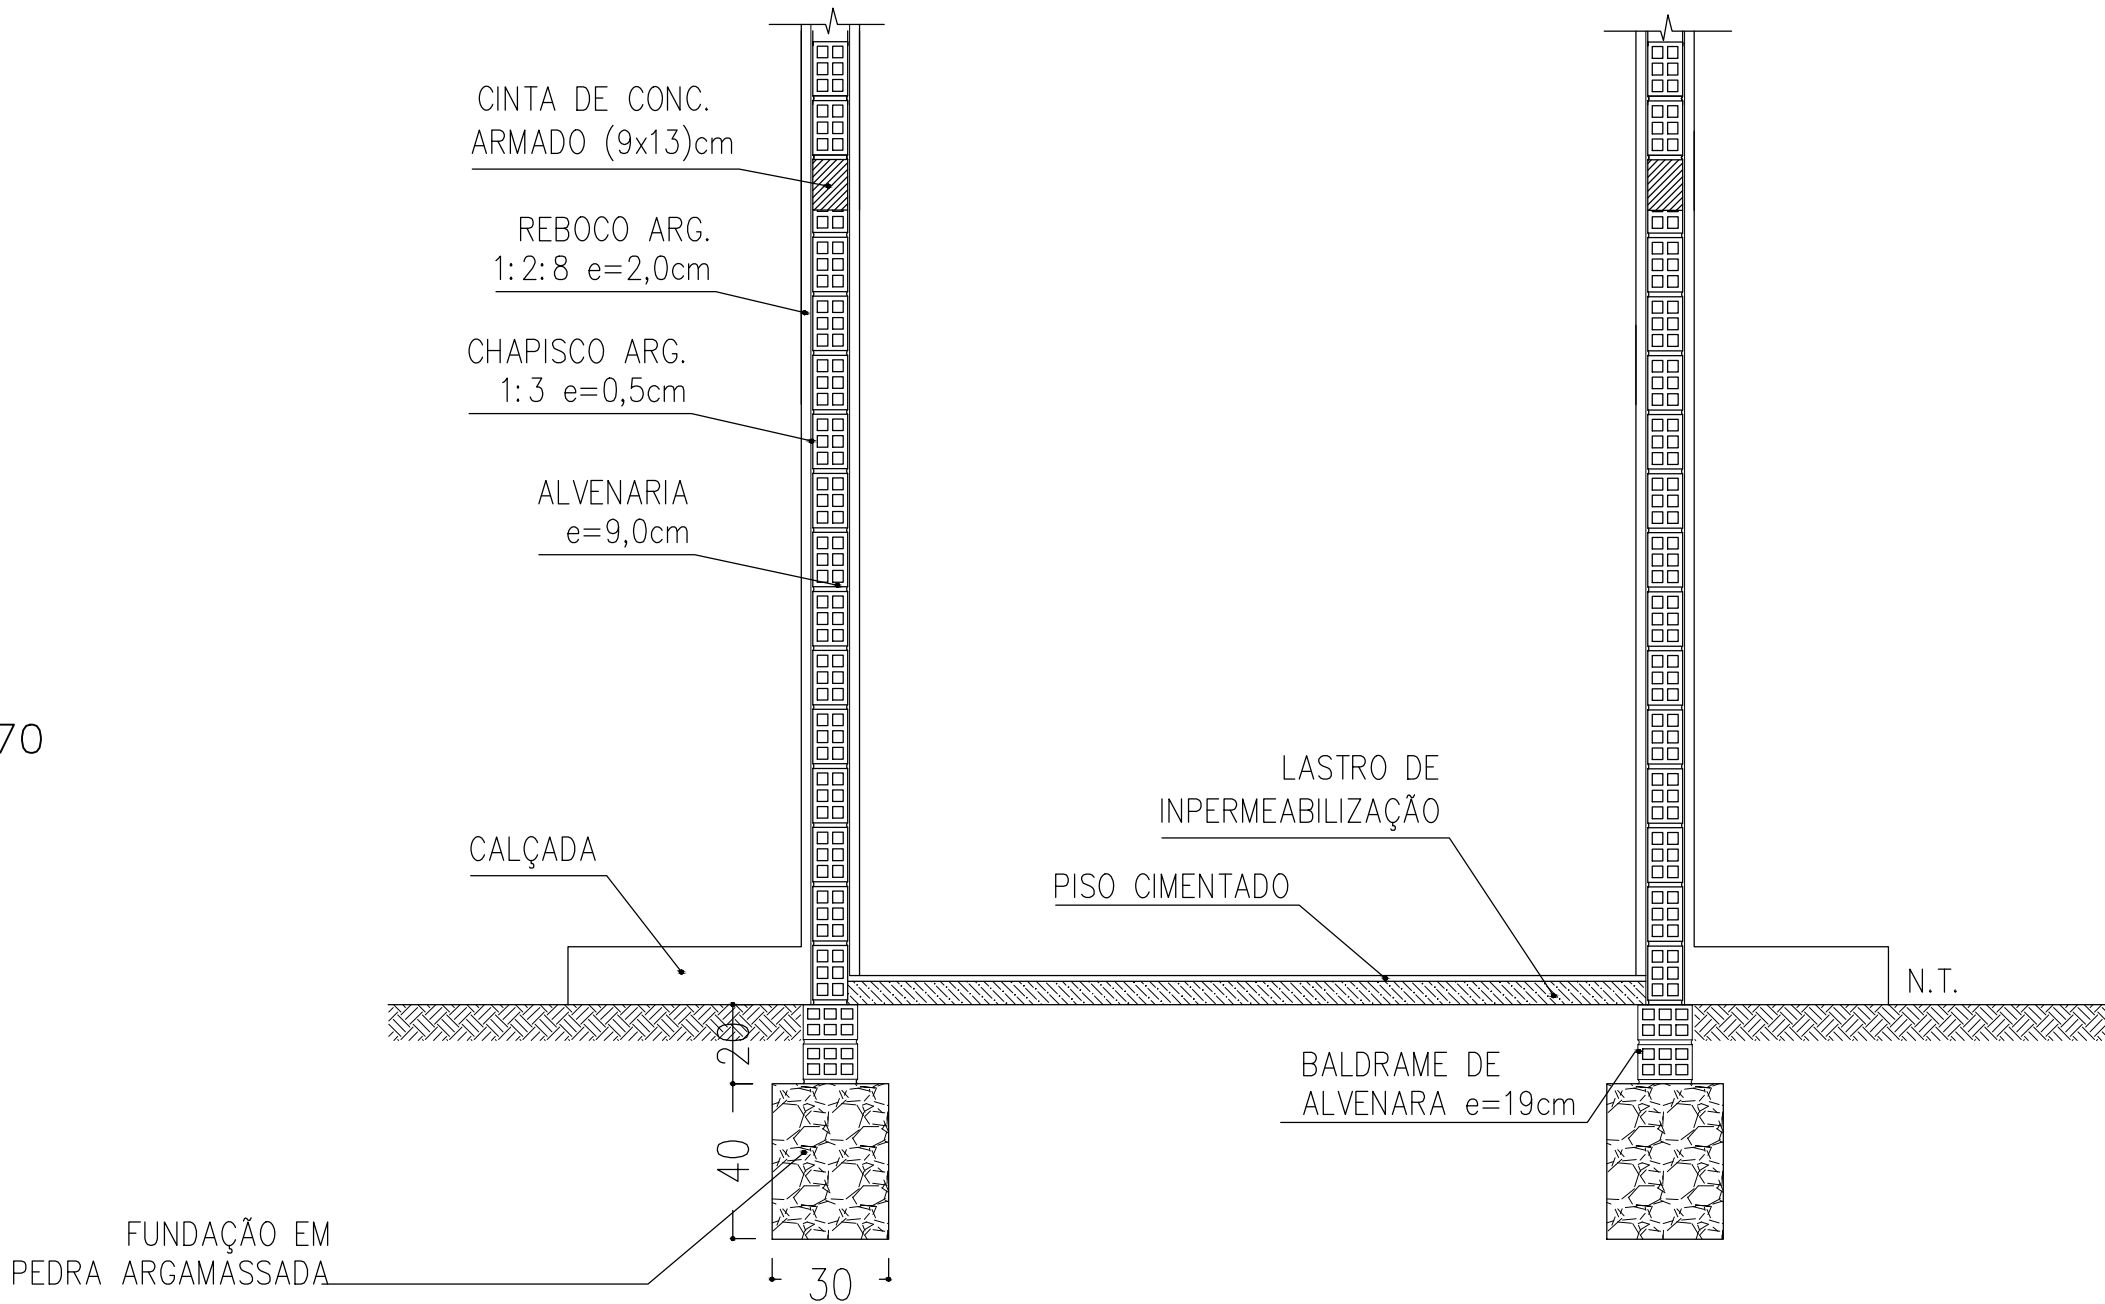 CINTA DE CONC.
ARMADO (9x13)cm
REBOCO ARG.
1:2:8 e=2,0cm
CHAPISCO ARG.
1:3 e=0,5cm
ALVENARIA
e=9,0cm
70
LASTRO DE
INPERMEABILIZAÇÃO
CALÇADA
PISO CIMENTADO
N.T.
20
BALDRAME DE
ALVENARA e=19cm
40
FUNDAÇÃO EM
PEDRA ARGAMASSADA
30